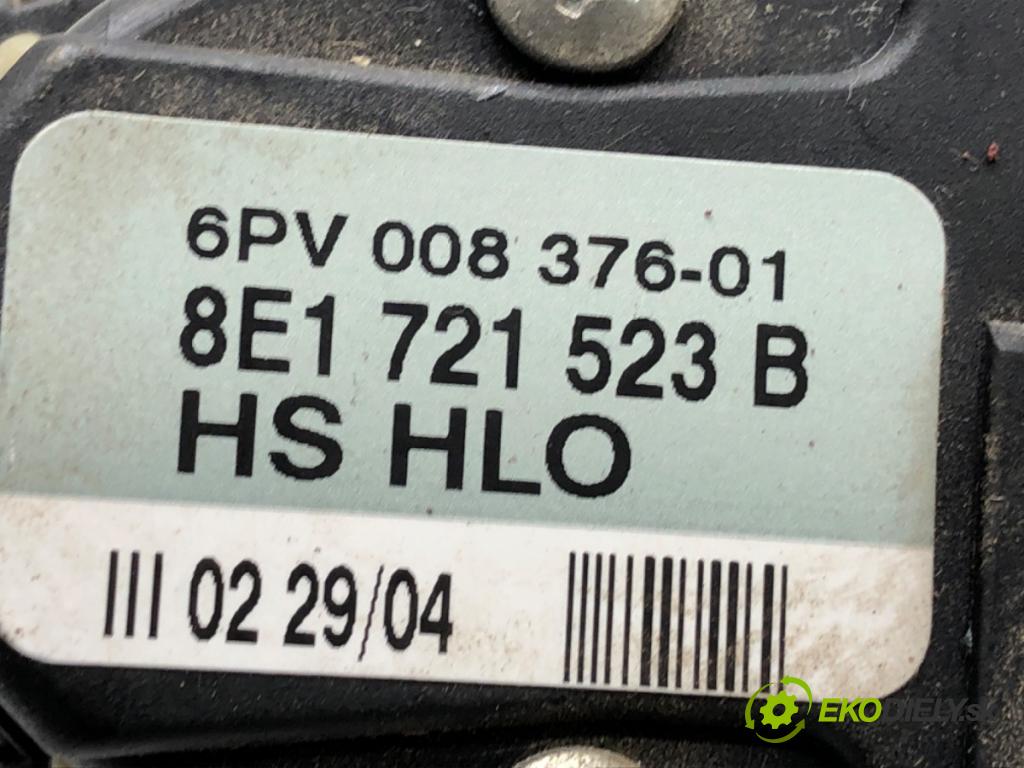 6PV 008 376-01
8E1 721 523 B
HS HLO
III 02 29/04
EKODIELY.sk